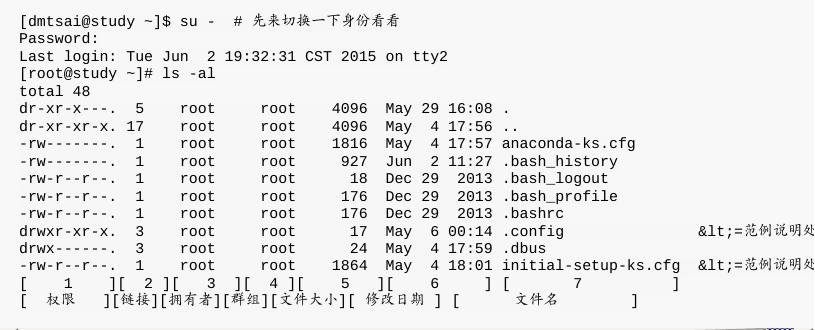 [dmtsai@study ~]$ su -  # 先来切换一下身份看看
Password:
Last login: Tue Jun  2 19:32:31 CST 2015 on tty2
[root@study ~]# ls -al
total 48
dr-xr-x---.  5    root     root    4096  May 29 16:08 .
dr-xr-xr-x. 17    root     root    4096  May  4 17:56 ..
-rw-------.  1    root     root    1816  May  4 17:57 anaconda-ks.cfg
-rw-------.  1    root     root     927  Jun  2 11:27 .bash_history
-rw-r--r--.  1    root     root      18  Dec 29  2013 .bash_logout
-rw-r--r--.  1    root     root     176  Dec 29  2013 .bash_profile
-rw-r--r--.  1    root     root     176  Dec 29  2013 .bashrc
drwxr-xr-x.  3    root     root      17  May  6 00:14 .config               &lt;=范例说明处
drwx------.  3    root     root      24  May  4 17:59 .dbus
-rw-r--r--.  1    root     root    1864  May  4 18:01 initial-setup-ks.cfg  &lt;=范例说明处
[    1    ][  2 ][   3  ][  4 ][   5   ][    6     ] [       7          ]
[  权限   ][链接][拥有者][群组][文件大小][ 修改日期 ] [      文件名        ]